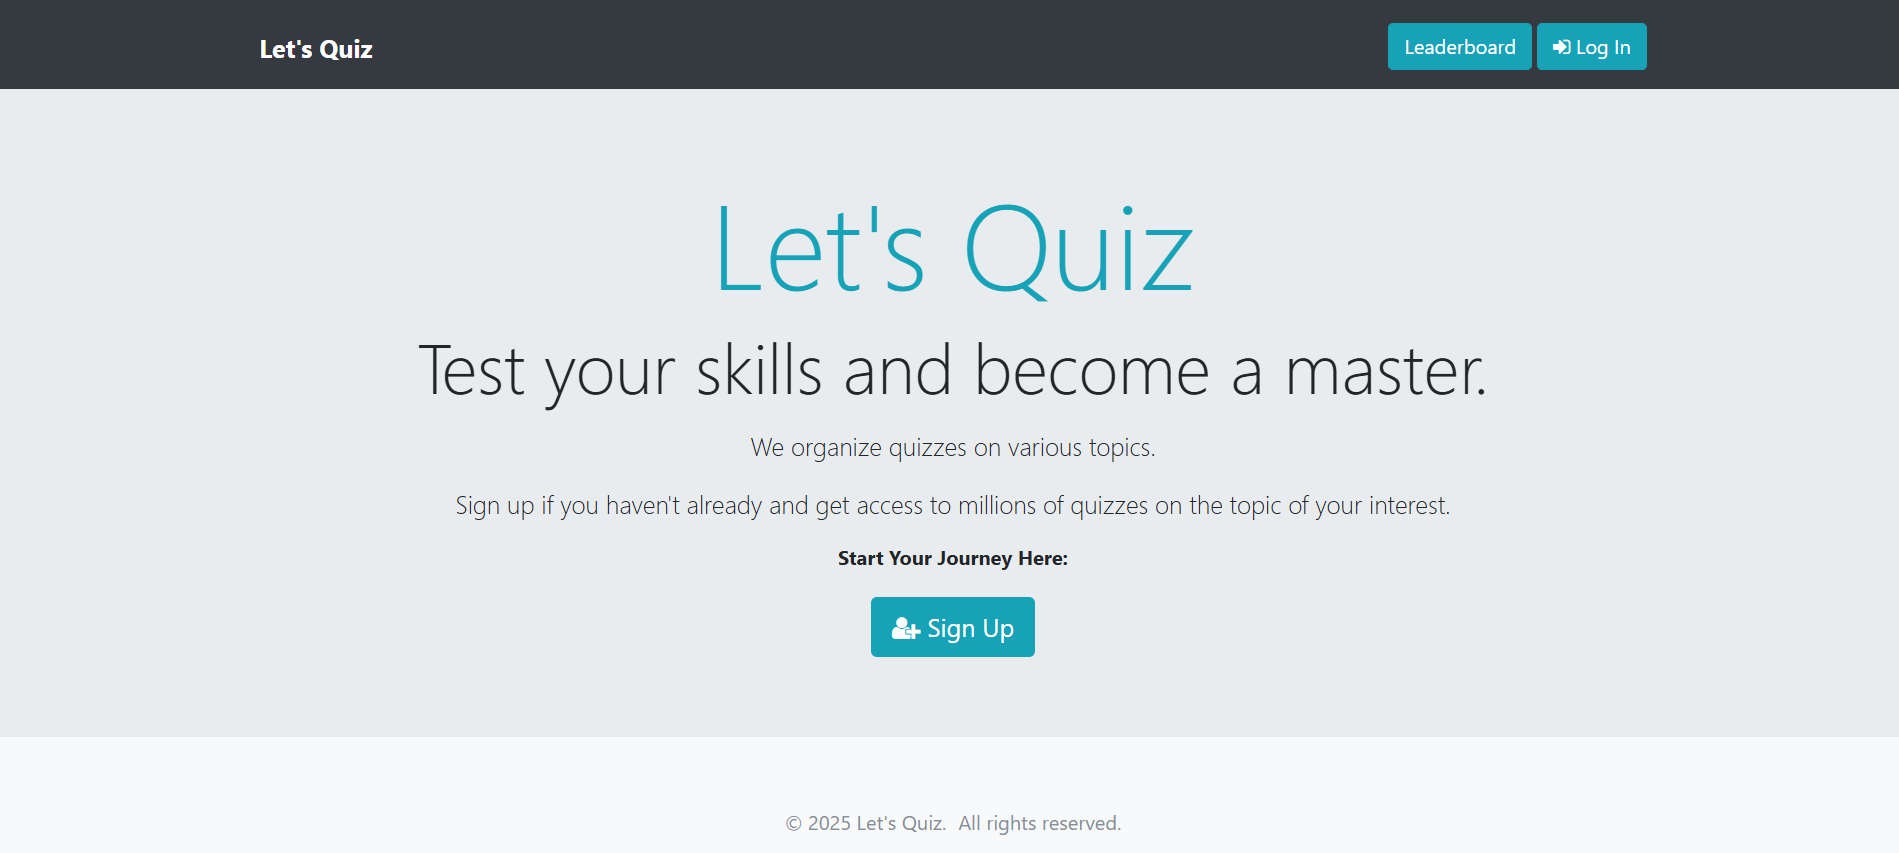 Let's Quiz
Leaderboard
Log In
Let's Quiz
Test your skills and become a master.
We organize quizzes on various topics.
Sign up if you haven't already and get access to millions of quizzes on the topic of your interest.
Start Your Journey Here:
Sign Up
© 2025 Let's Quiz.  All rights reserved.